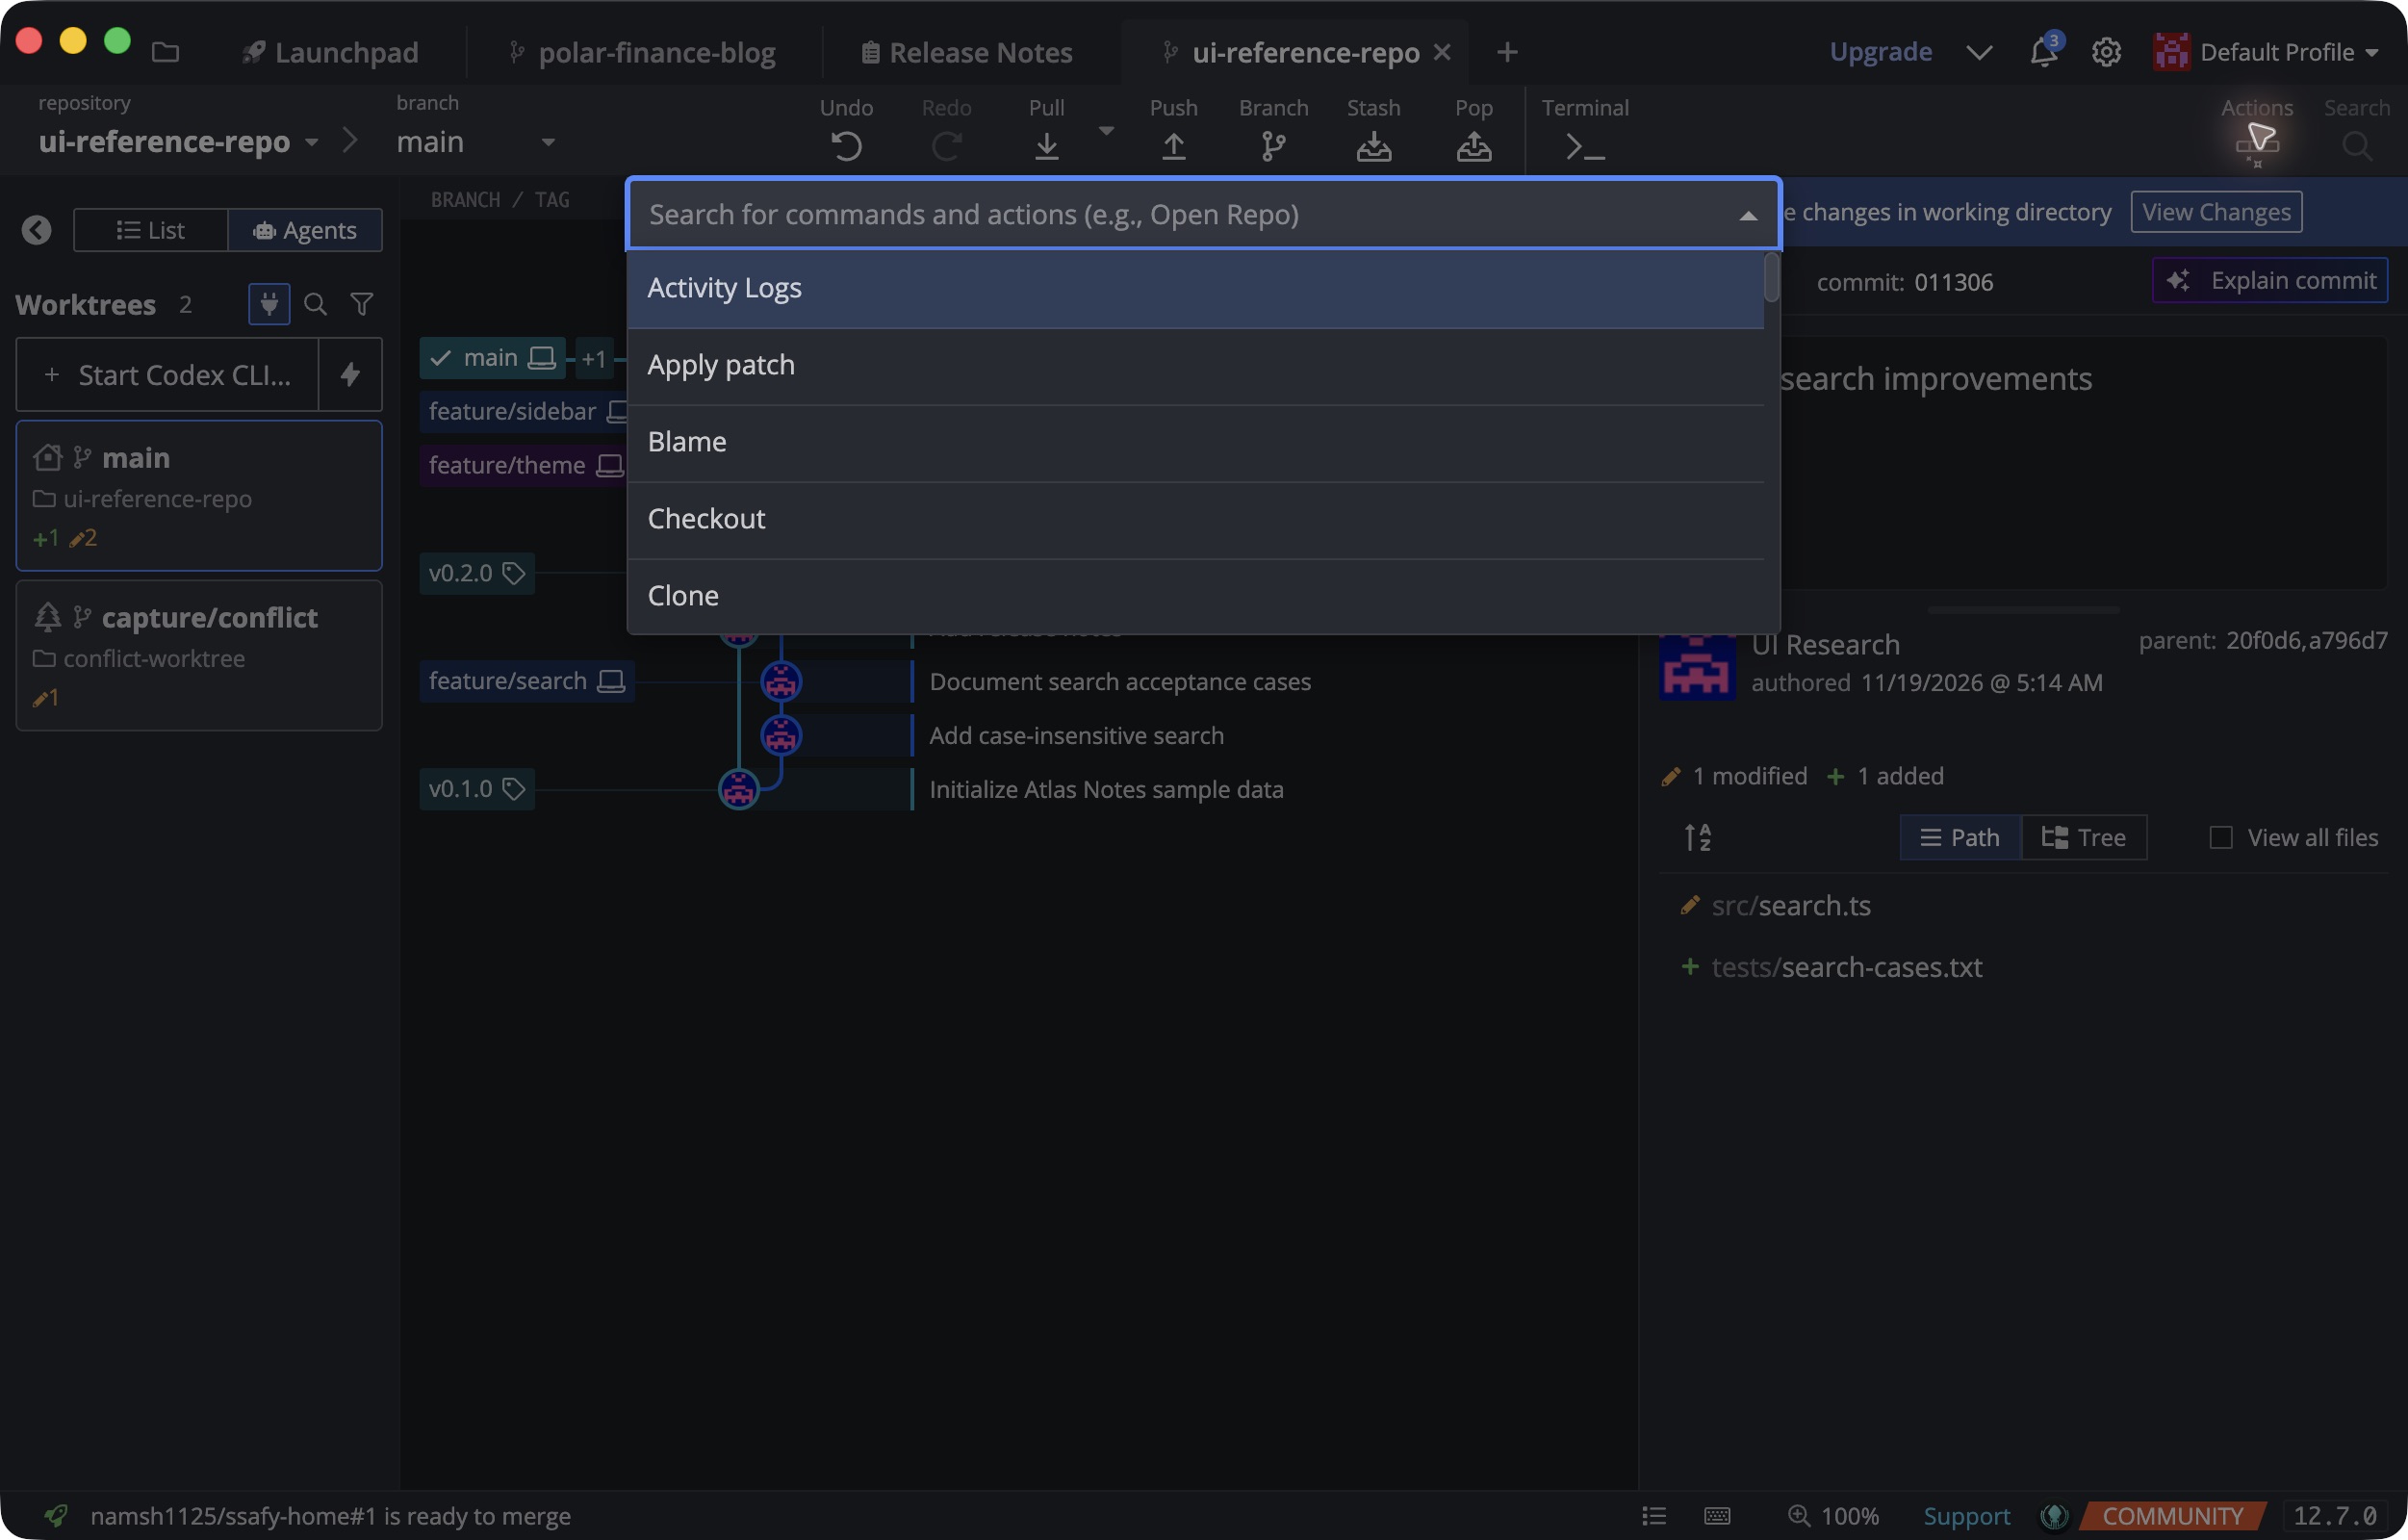 Launchpad
polar-finance-blog
Release Notes
ui-reference-repo
Upgrade
3
Default Profile
repository
ui-reference-repo
branch
main
Undo
Redo
Pull
Push
Branch
Stash
Pop
Terminal
Actions
Search
List
Agents
Worktrees 2
+ Start Codex CLI...
main
ui-reference-repo
+1 2
capture/conflict
conflict-worktree
1
BRANCH / TAG
Search for commands and actions (e.g., Open Repo)
Activity Logs
Apply patch
Blame
Checkout
Clone
main +1
feature/sidebar
feature/theme
v0.2.0
feature/search
Document search acceptance cases
Add case-insensitive search
v0.1.0
Initialize Atlas Notes sample data
e changes in working directory
View Changes
commit: 011306
Explain commit
search improvements
UI Research
authored 11/19/2026 @ 5:14 AM
parent: 20f0d6,a796d7
1 modified + 1 added
A
Z
Path
Tree
View all files
src/search.ts
+ tests/search-cases.txt
namsh1125/ssafy-home#1 is ready to merge
100%
Support
COMMUNITY
12.7.0